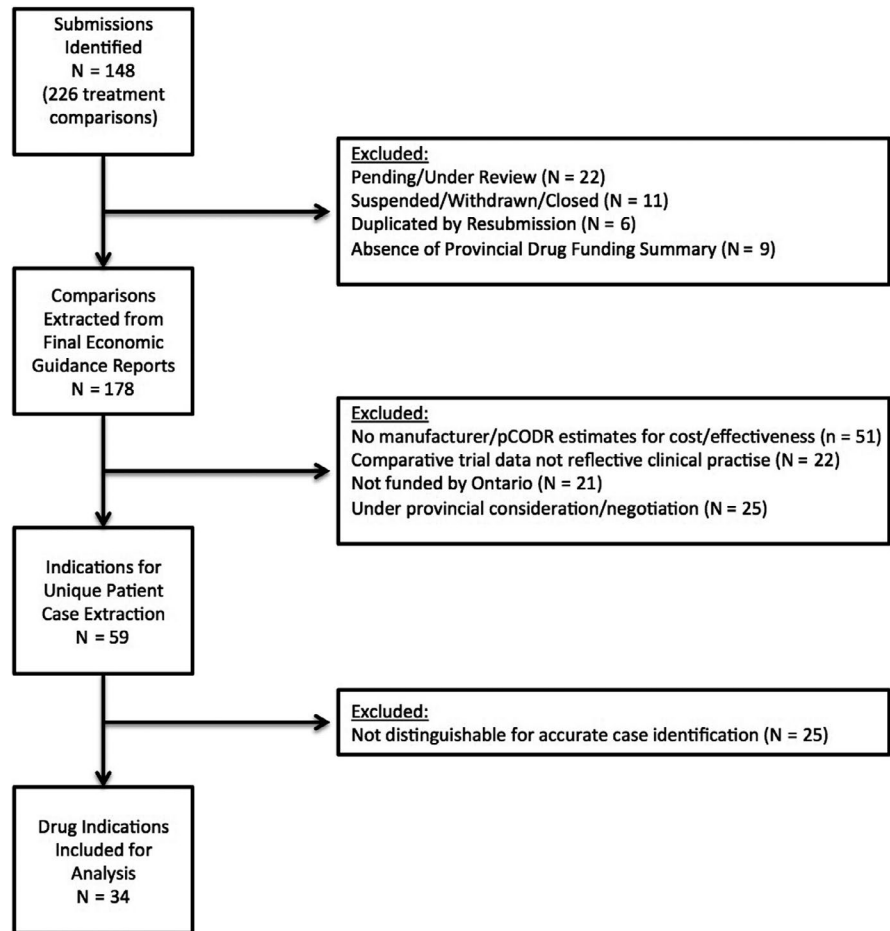 Submissions
Identified
N = 148
(226 treatment
comparisons)
Excluded:
Pending/Under Review (N = 22)
Suspended/Withdrawn/Closed (N = 11)
Duplicated by Resubmission (N = 6)
Absence of Provincial Drug Funding Summary (N = 9)
Comparisons
Extracted from
Final Economic
Guidance Reports
N = 178
Excluded:
No manufacturer/pCODR estimates for cost/effectiveness (n = 51)
Comparative trial data not reflective clinical practise (N = 22)
Not funded by Ontario (N = 21)
Under provincial consideration/negotiation (N = 25)
Indications for
Unique Patient
Case Extraction
N = 59
Excluded:
Not distinguishable for accurate case identification (N = 25)
Drug Indications
Included for
Analysis
N = 34